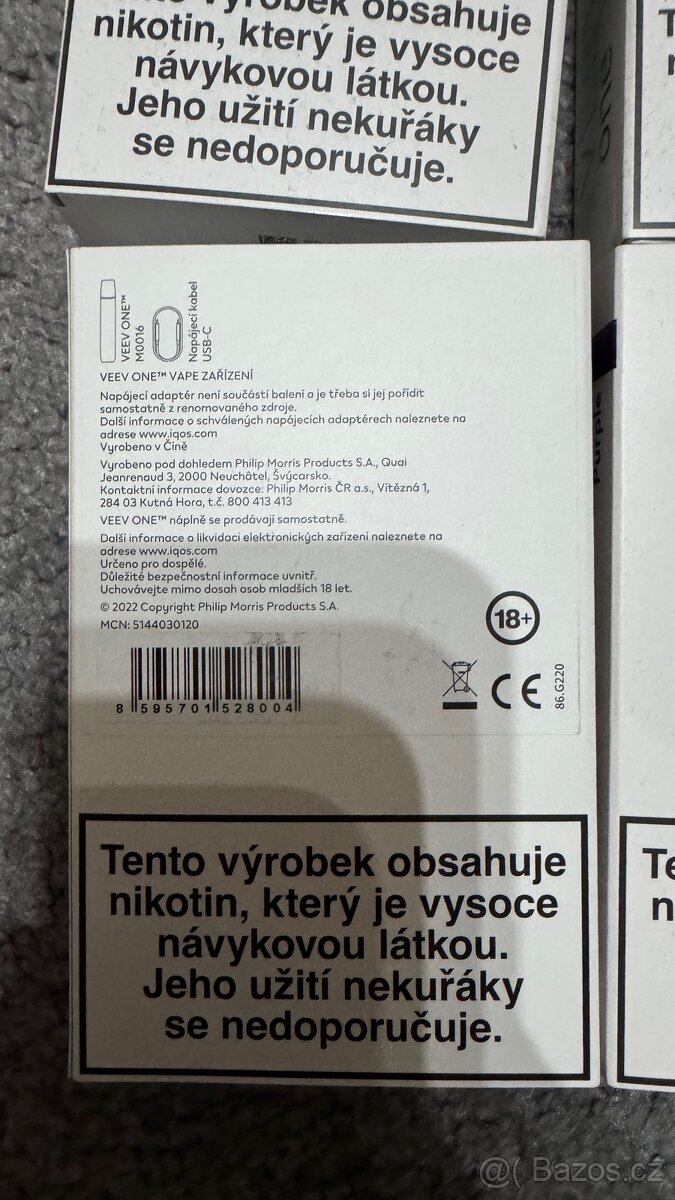 Tento výrobek obsahuje
nikotin, který je vysoce
návykovou látkou.
Jeho užití nekuřáky
se nedoporučuje.
one
Purple
VEEV ONE™
M0016
Napájecí kabel
USB-C
VEEV ONE™ VAPE ZAŘÍZENÍ
Napájecí adaptér není součástí balení a je třeba si jej pořídit
samostatně z renomovaného zdroje.
Další informace o schválených napájecích adaptérech naleznete na
adrese www.iqos.com
Vyrobeno v Číně
Vyrobeno pod dohledem Philip Morris Products S.A., Quai
Jeanrenaud 3, 2000 Neuchâtel, Švýcarsko.
Kontaktní informace dovozce: Philip Morris ČR a.s., Vítězná 1,
284 03 Kutná Hora, t.č. 800 413 413
VEEV ONE™ náplně se prodávají samostatně.
Další informace o likvidaci elektronických zařízení naleznete na
adrese www.iqos.com
Určeno pro dospělé.
Důležité bezpečnostní informace uvnitř.
Uchovávejte mimo dosah osob mladších 18 let.
© 2022 Copyright Philip Morris Products S.A.
MCN: 5144030120
18+
8 595701 528004
CE
86.G220
Tento výrobek obsahuje
nikotin, který je vysoce
návykovou látkou.
Jeho užití nekuřáky
se nedoporučuje.
Te
n
@( Bazos.cz